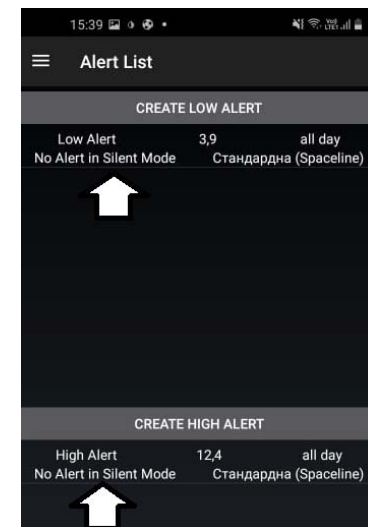 15:39
Alert List
CREATE LOW ALERT
Low Alert 3,9 all day
No Alert in Silent Mode Стандардна (Spaceline)
CREATE HIGH ALERT
High Alert 12,4 all day
No Alert in Silent Mode Стандардна (Spaceline)